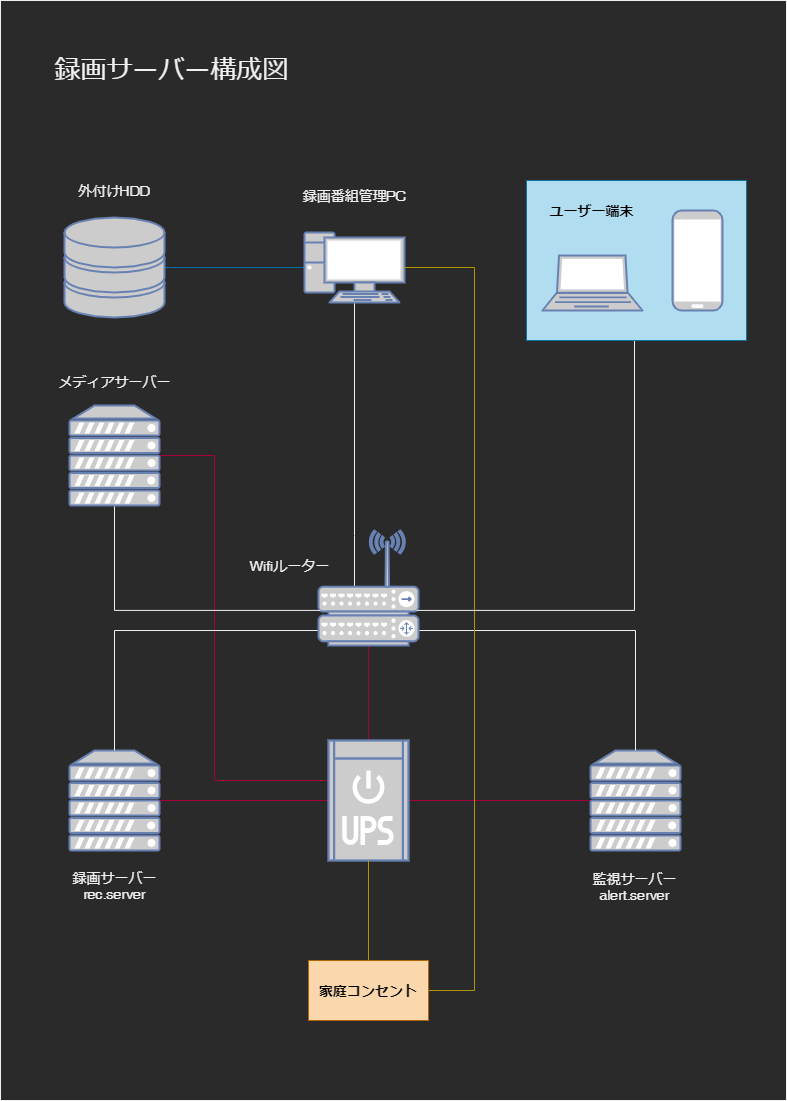 録画サーバー構成図
外付けHDD
録画番組管理PC
ユーザー端末
メディアサーバー
Wifiルーター
UPS
録画サーバー
rec.server
監視サーバー
alert.server
家庭コンセント